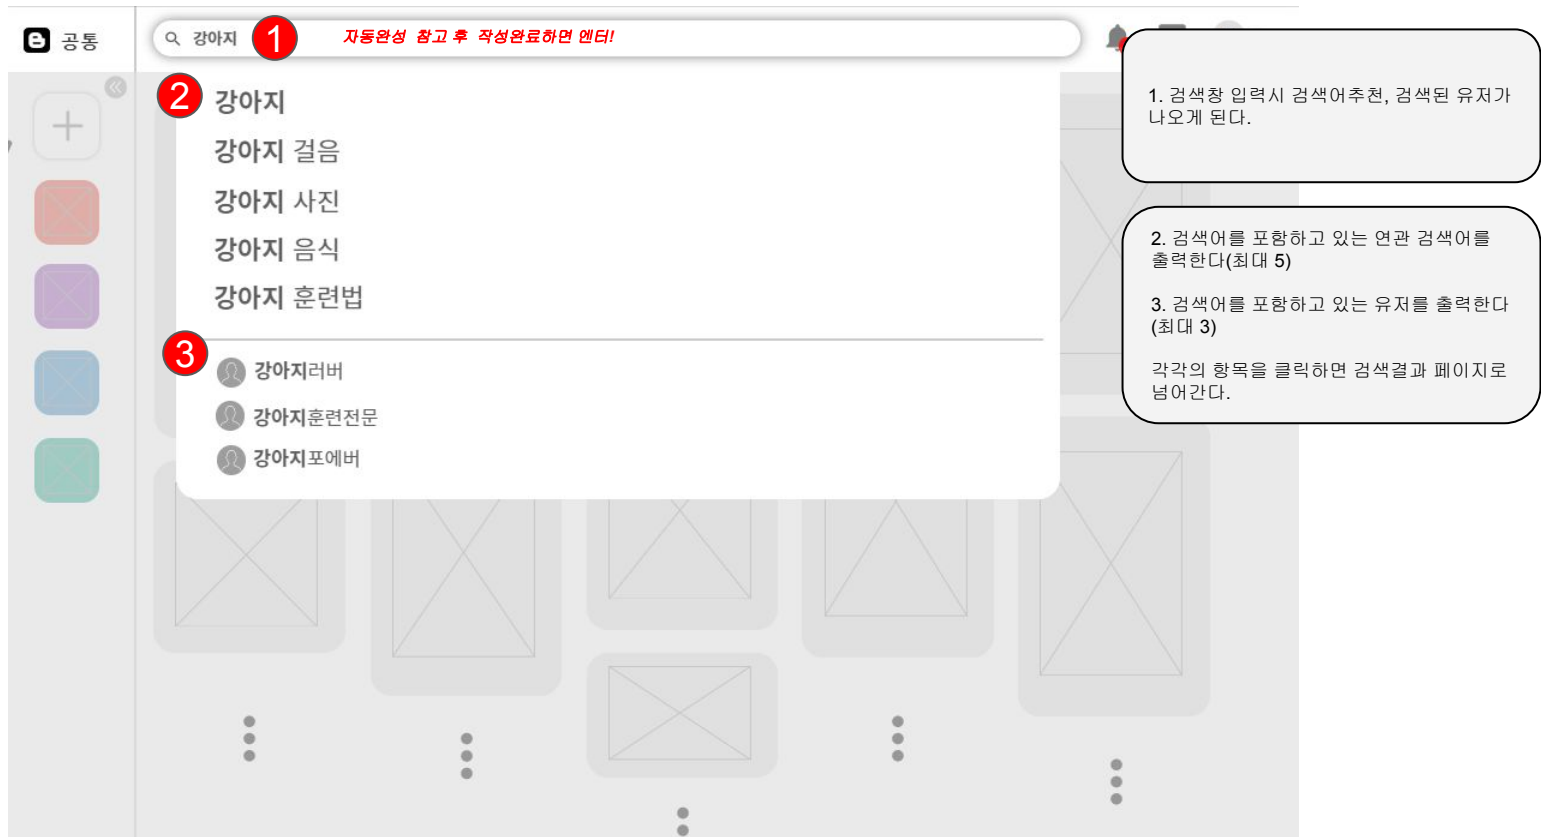 공통
강아지
1
자동완성 참고 후 작성완료하면 엔터!
2
강아지
강아지 걸음
강아지 사진
강아지 음식
강아지 훈련법
3
강아지러버
강아지훈련전문
강아지포에버
1. 검색창 입력시 검색어추천, 검색된 유저가
나오게 된다.
2. 검색어를 포함하고 있는 연관 검색어를
출력한다(최대 5)
3. 검색어를 포함하고 있는 유저를 출력한다
(최대 3)
각각의 항목을 클릭하면 검색결과 페이지로
넘어간다.